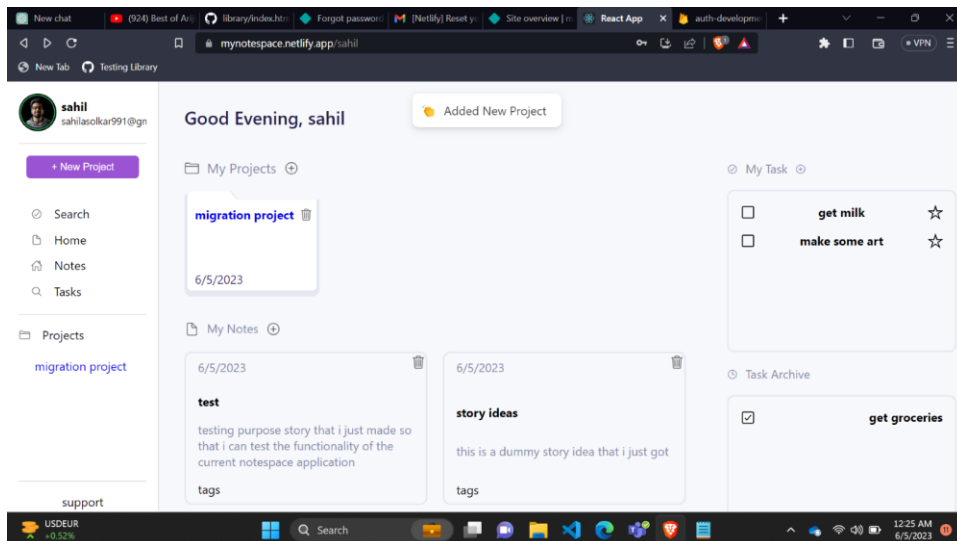 New chat
(924) Best of Arij
library/index.htm
Forgot password
[Netlify] Reset yo
Site overview | m
React App
auth-developme
mynotespace.netlify.app/sahil
VPN
New Tab
Testing Library
sahil
sahilasolkar991@gn
+ New Project
Search
Home
Notes
Tasks
Projects
migration project
support
Good Evening, sahil
Added New Project
My Projects
migration project
6/5/2023
My Notes
6/5/2023
test
testing purpose story that i just made so
that i can test the functionality of the
current notespace application
tags
6/5/2023
story ideas
this is a dummy story idea that i just got
tags
My Task
get milk
make some art
Task Archive
get groceries
USDEUR
+0.52%
Search
12:25 AM
6/5/2023
11